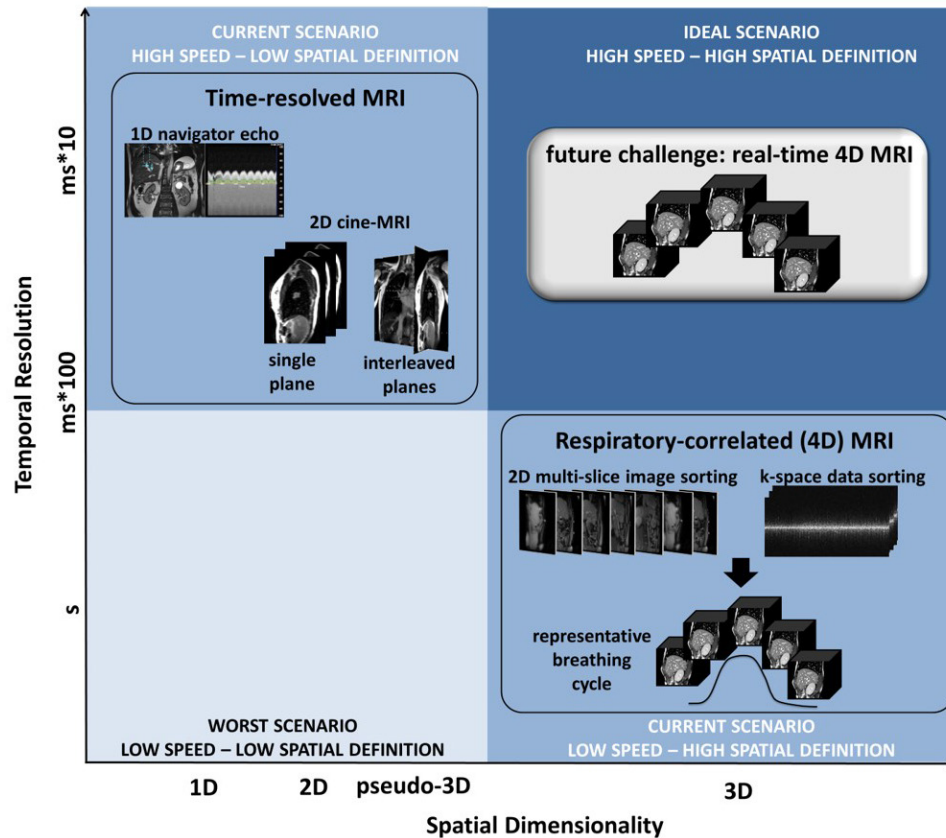 CURRENT SCENARIO
HIGH SPEED – LOW SPATIAL DEFINITION
IDEAL SCENARIO
HIGH SPEED – HIGH SPATIAL DEFINITION
Time-resolved MRI
1D navigator echo
2D cine-MRI
single
plane
interleaved
planes
future challenge: real-time 4D MRI
Respiratory-correlated (4D) MRI
2D multi-slice image sorting
k-space data sorting
representative
breathing
cycle
WORST SCENARIO
LOW SPEED – LOW SPATIAL DEFINITION
CURRENT SCENARIO
LOW SPEED – HIGH SPATIAL DEFINITION
Temporal Resolution
ms*10
ms*100
s
1D
2D
pseudo-3D
3D
Spatial Dimensionality